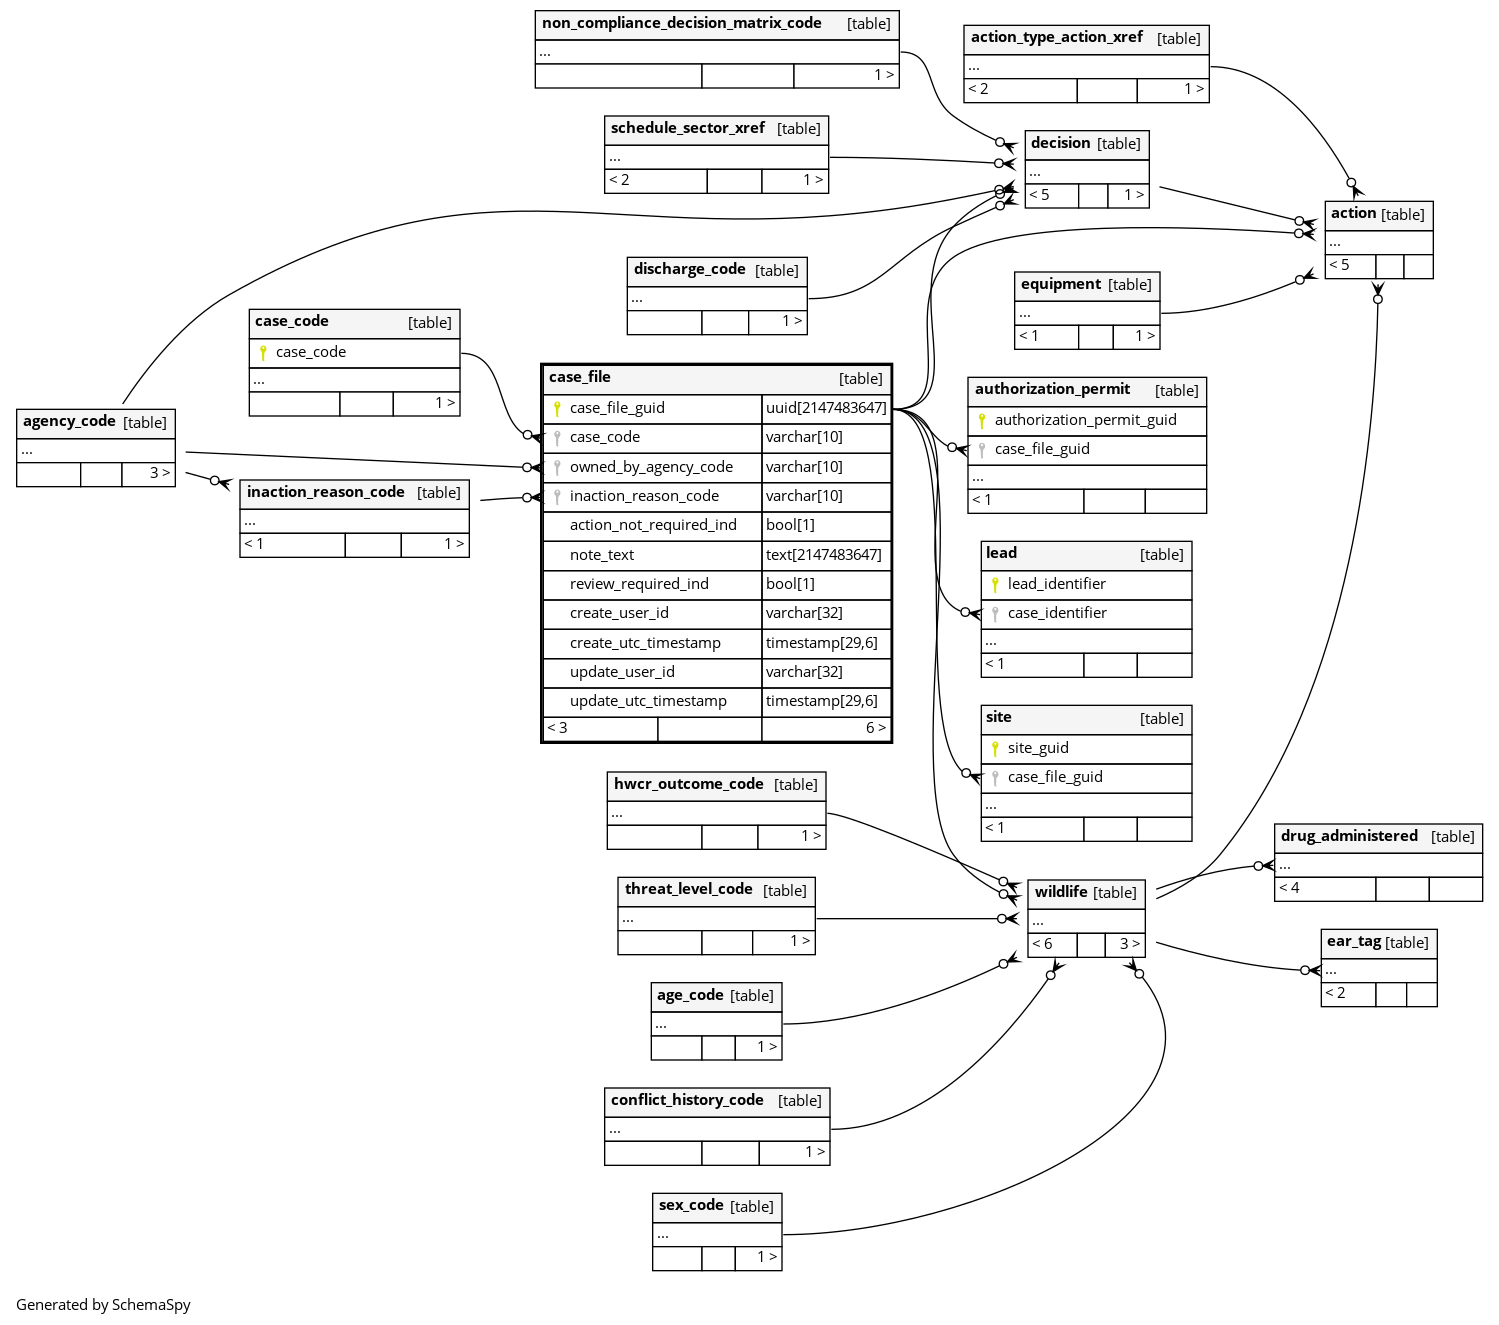 non_compliance_decision_matrix_code [table]
...
1 >
action_type_action_xref [table]
...
< 2 1 >
schedule_sector_xref [table]
...
< 2 1 >
decision [table]
...
< 5 1 >
action [table]
...
< 5
discharge_code [table]
...
1 >
equipment [table]
...
< 1 1 >
case_code [table]
case_code
...
1 >
agency_code [table]
...
3 >
inaction_reason_code [table]
...
< 1 1 >
case_file [table]
case_file_guid uuid[2147483647]
case_code varchar[10]
owned_by_agency_code varchar[10]
inaction_reason_code varchar[10]
action_not_required_ind bool[1]
note_text text[2147483647]
review_required_ind bool[1]
create_user_id varchar[32]
create_utc_timestamp timestamp[29,6]
update_user_id varchar[32]
update_utc_timestamp timestamp[29,6]
< 3 6 >
authorization_permit [table]
authorization_permit_guid
case_file_guid
...
< 1
lead [table]
lead_identifier
case_identifier
...
< 1
site [table]
site_guid
case_file_guid
...
< 1
hwcr_outcome_code [table]
...
1 >
threat_level_code [table]
...
1 >
wildlife [table]
...
< 6 3 >
drug_administered [table]
...
< 4
ear_tag [table]
...
< 2
age_code [table]
...
1 >
conflict_history_code [table]
...
1 >
sex_code [table]
...
1 >
Generated by SchemaSpy